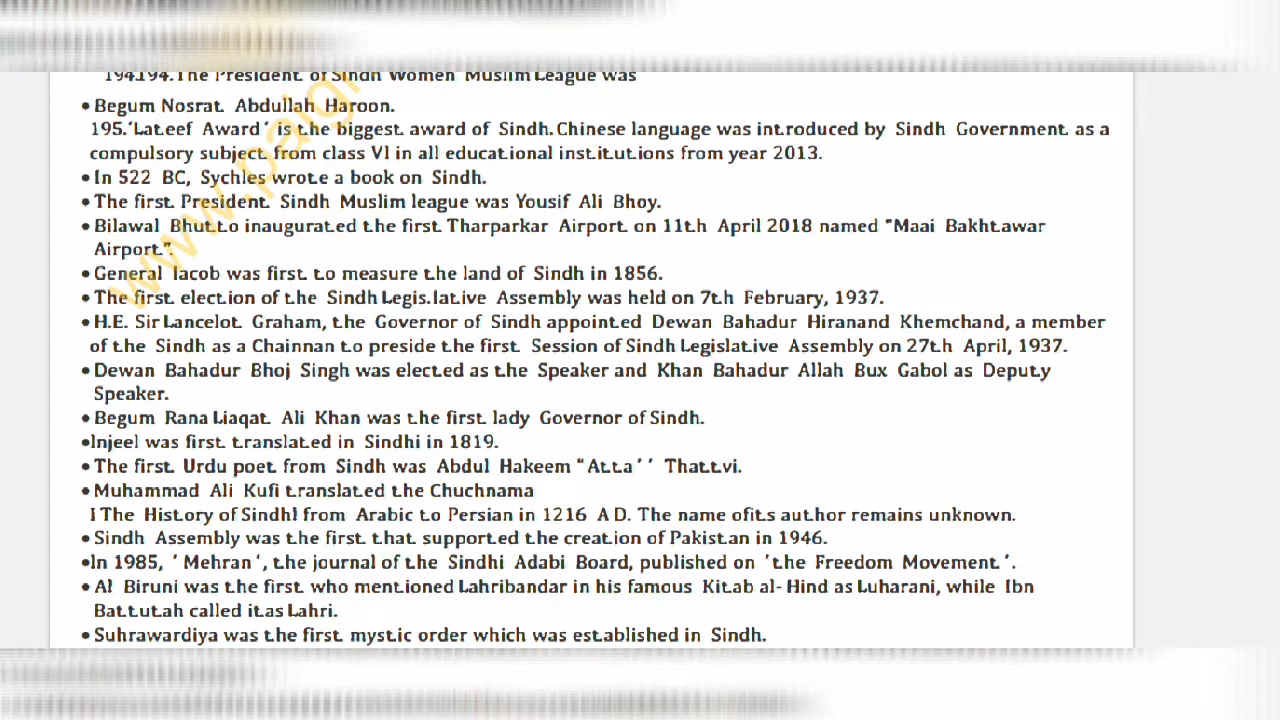 194.194.The President of Sindh Women Muslim League was
•Begum Nosrat Abdullah Haroon.
195.'Lateef Award' is the biggest award of Sindh.Chinese language was introduced by Sindh Government as a
compulsory subject from class Vl in all educational institutions from year 2013.
•In 522 BC, Sychles wrote a book on Sindh.
•The first President Sindh Muslim league was Yousif Ali Bhoy.
•Bilawal Bhutto inaugurated the first Tharparkar Airport on 11th April 2018 named "Maai Bakhtawar
Airport".
•General Iacob was first to measure the land of Sindh in 1856.
•The first election of the Sindh Legis.lative Assembly was held on 7th February, 1937.
•H.E. Sir Lancelot Graham, the Governor of Sindh appointed Dewan Bahadur Hiranand Khemchand, a member
of the Sindh as a Chainnan to preside the first Session of Sindh Legislative Assembly on 27th April, 1937.
•Dewan Bahadur Bhoj Singh was elected as the Speaker and Khan Bahadur Allah Bux Gabol as Deputy
Speaker.
•Begum Rana Liaqat Ali Khan was the first lady Governor of Sindh.
•Injeel was first translated in Sindhi in 1819.
•The first Urdu poet from Sindh was Abdul Hakeem "Atta'' Thattvi.
•Muhammad Ali Kufi translated the Chuchnama
lThe History of Sindhl from Arabic to Persian in 1216 AD. The name ofits author remains unknown.
•Sindh Assembly was the first that supported the creation of Pakistan in 1946.
•In 1985, 'Mehran', the journal of the Sindhi Adabi Board, published on 'the Freedom Movement'.
•Al Biruni was the first who mentioned Lahribandar in his famous Kitab al-Hind as Luharani, while Ibn
Battutah called itas Lahri.
•Suhrawardiya was the first mystic order which was established in Sindh.